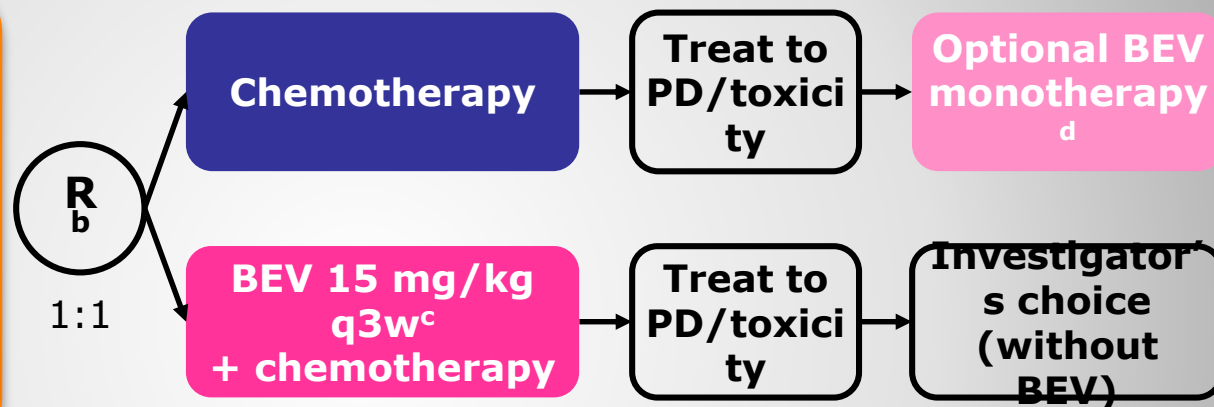 Chemotherapy
Treat to
PD/toxici
ty
Optional BEV
monotherapy
d
R
b
1:1
BEV 15 mg/kg
q3wᶜ
+ chemotherapy
Treat to
PD/toxici
ty
Investigator'
s choice
(without
BEV)